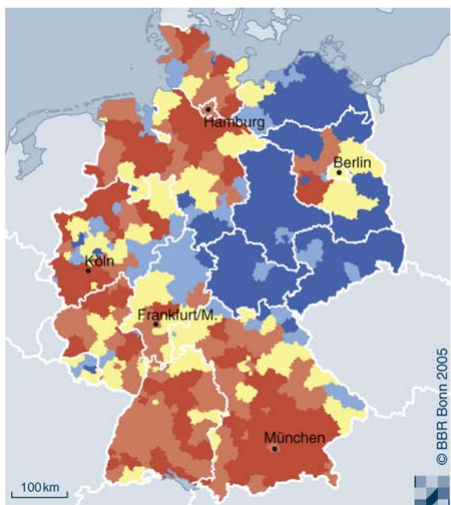 Hamburg
Berlin
Köln
Frankfurt/M.
München
100 km
© BBR Bonn 2005